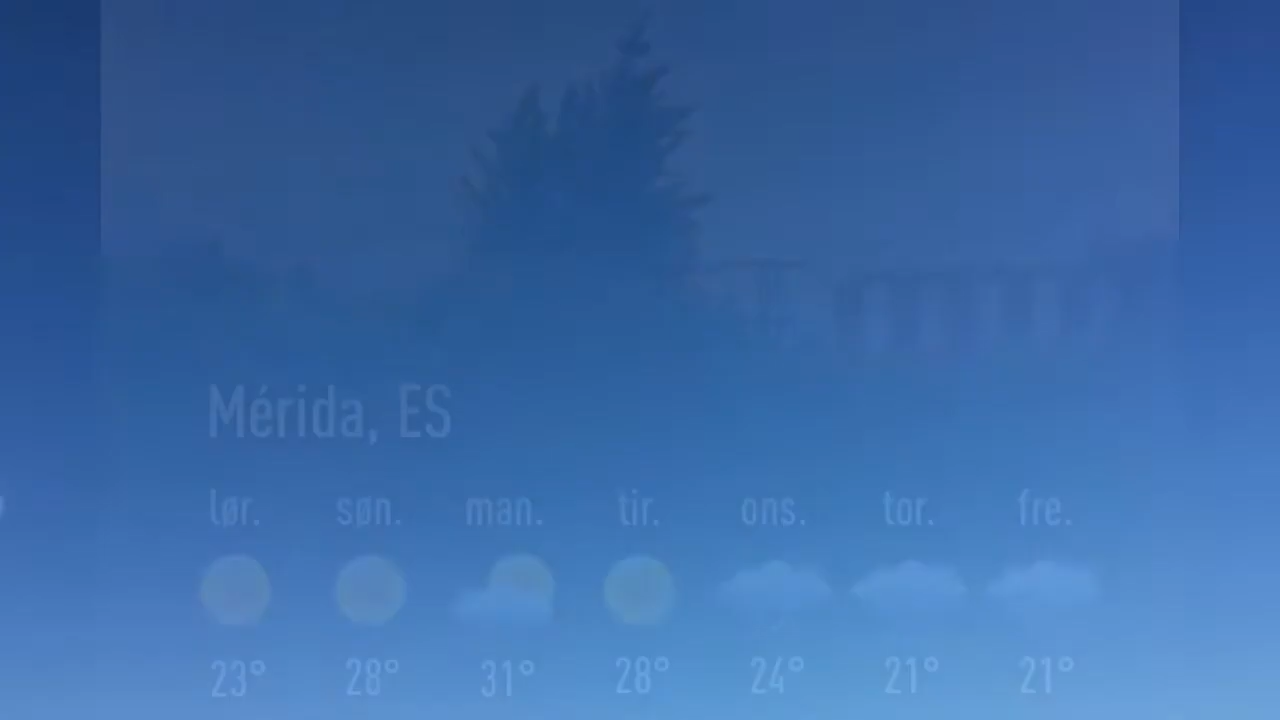 Mérida, ES
lør. søn. man. tir. ons. tor. fre.
23° 28° 31° 28° 24° 21° 21°